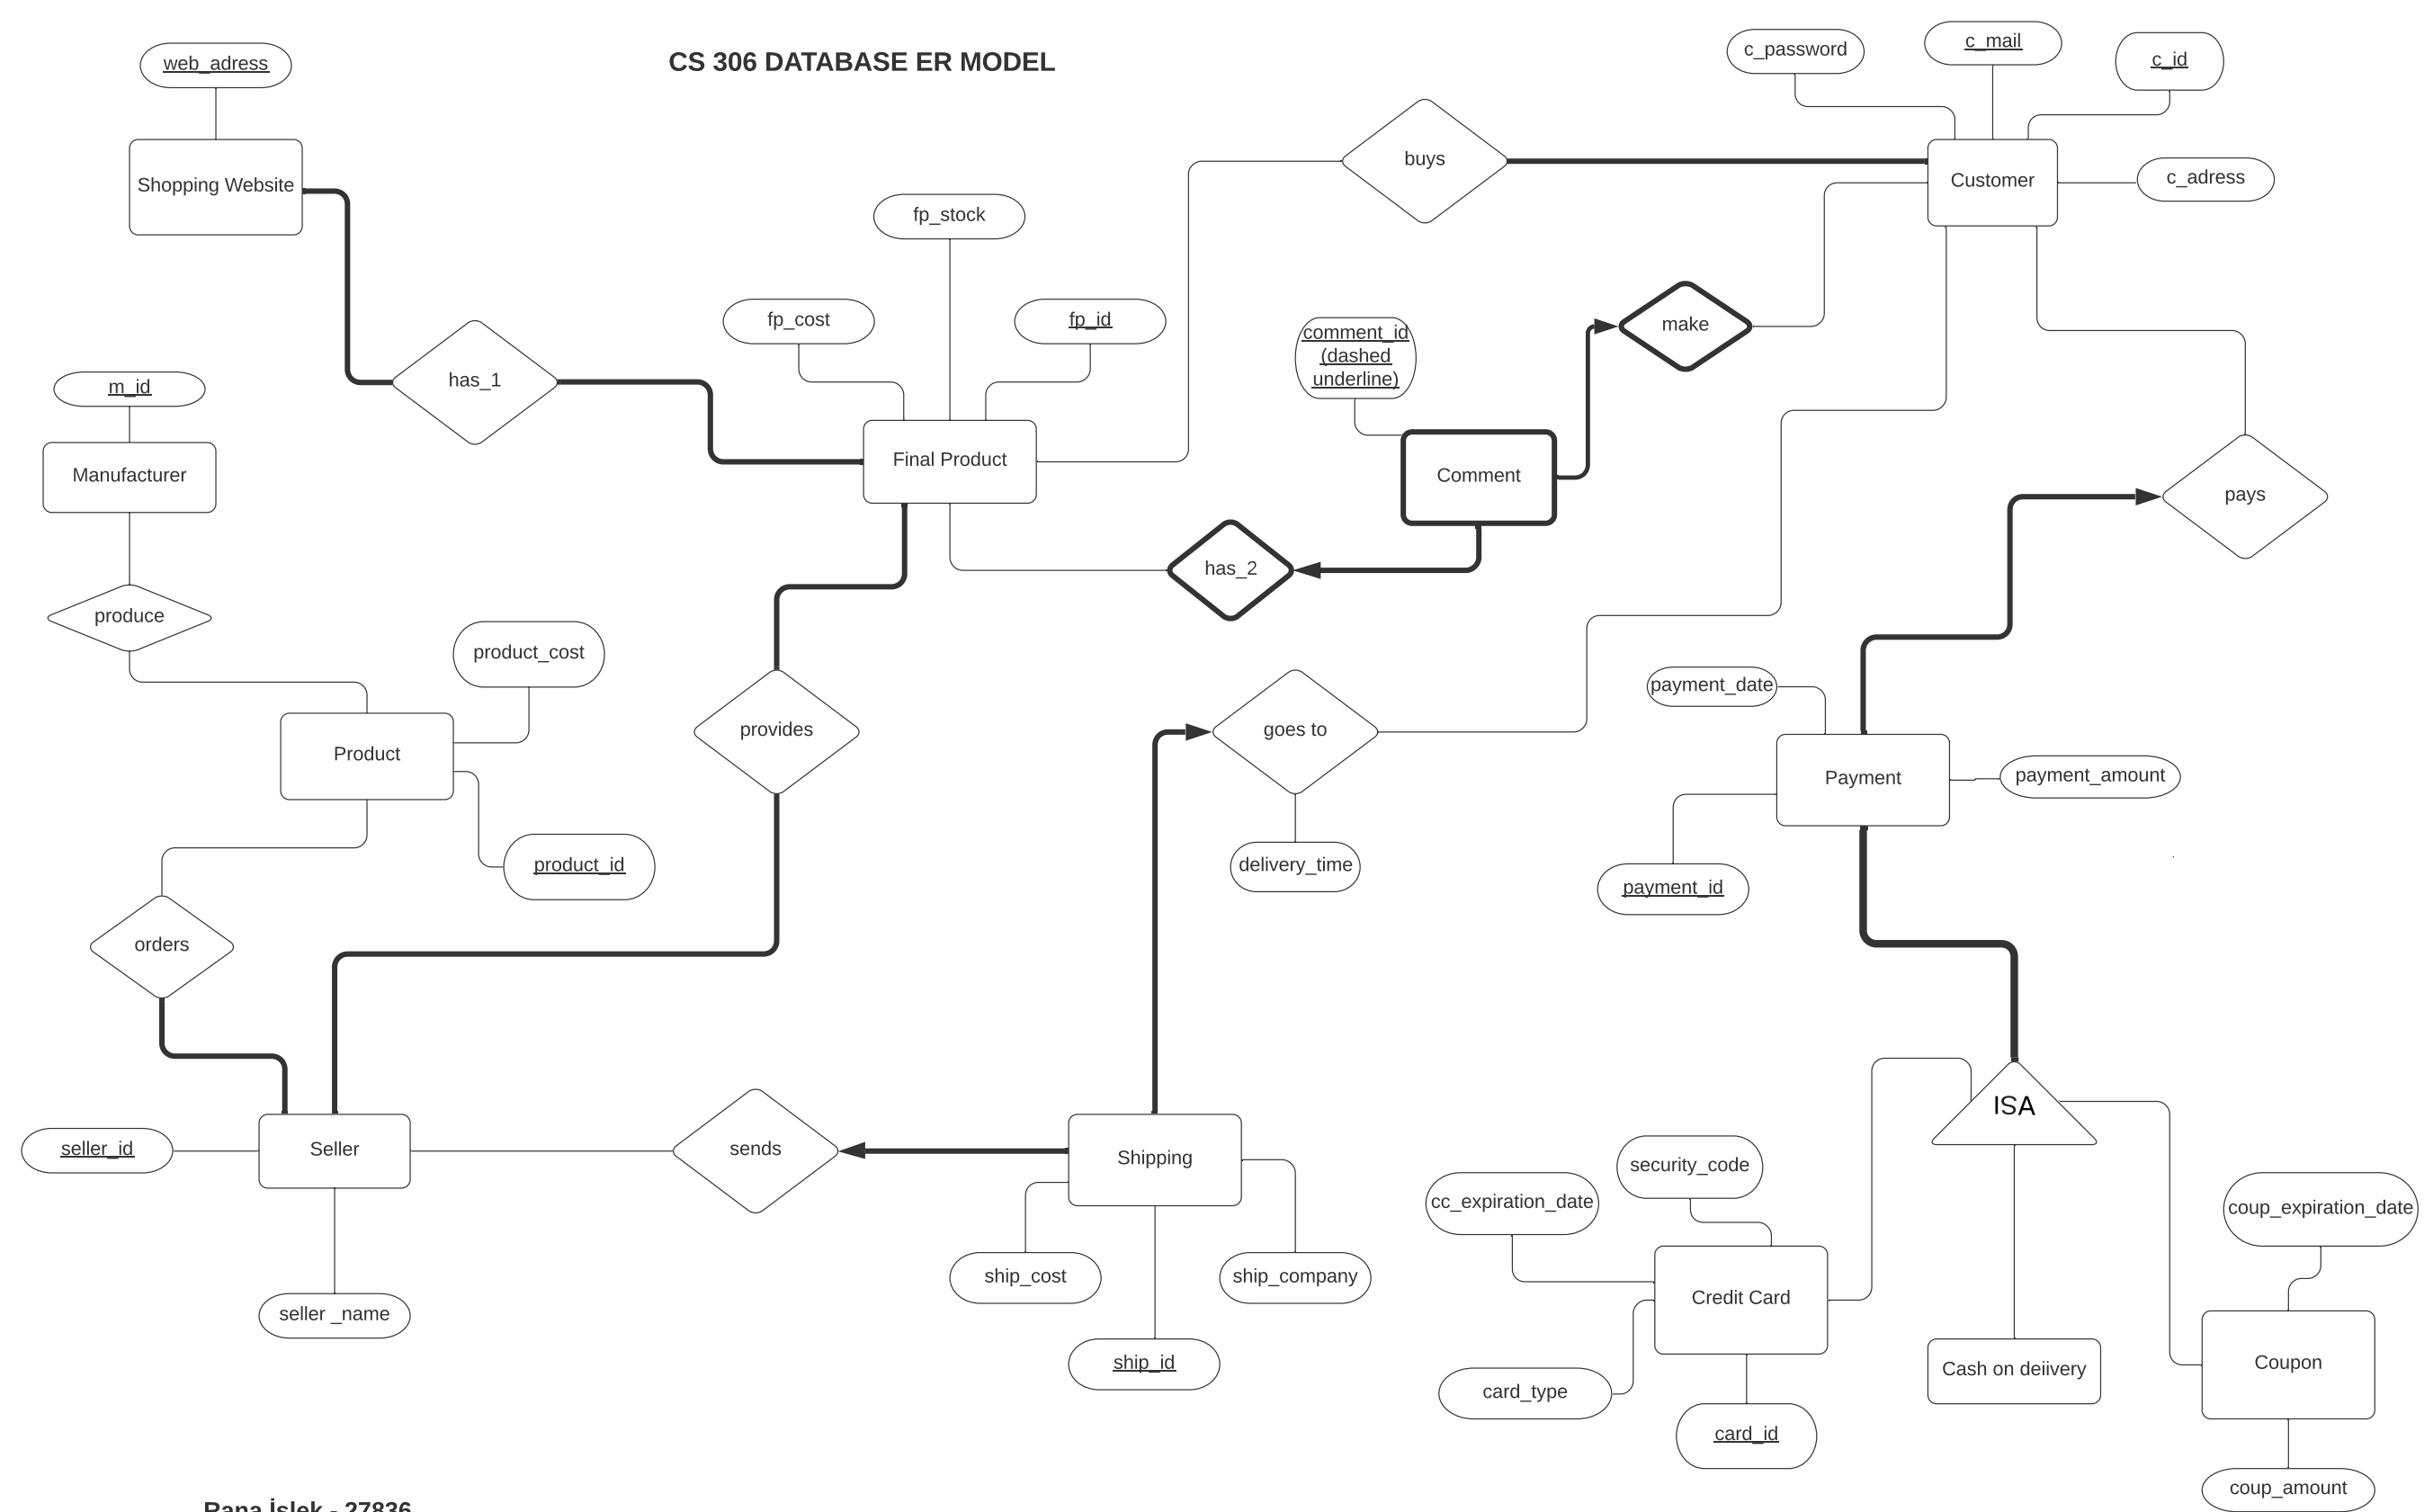 CS 306 DATABASE ER MODEL
web_adress
Shopping Website
c_password
c_mail
c_id
Customer
c_adress
buys
fp_stock
fp_cost
fp_id
has_1
Final Product
make
comment_id
(dashed
underline)
Comment
has_2
m_id
Manufacturer
produce
product_cost
Product
product_id
provides
goes to
delivery_time
pays
payment_date
Payment
payment_amount
payment_id
orders
seller_id
Seller
seller _name
sends
Shipping
ship_cost
ship_company
ship_id
ISA
security_code
cc_expiration_date
Credit Card
card_type
card_id
Cash on deiivery
coup_expiration_date
Coupon
coup_amount
Rana İslek - 27836